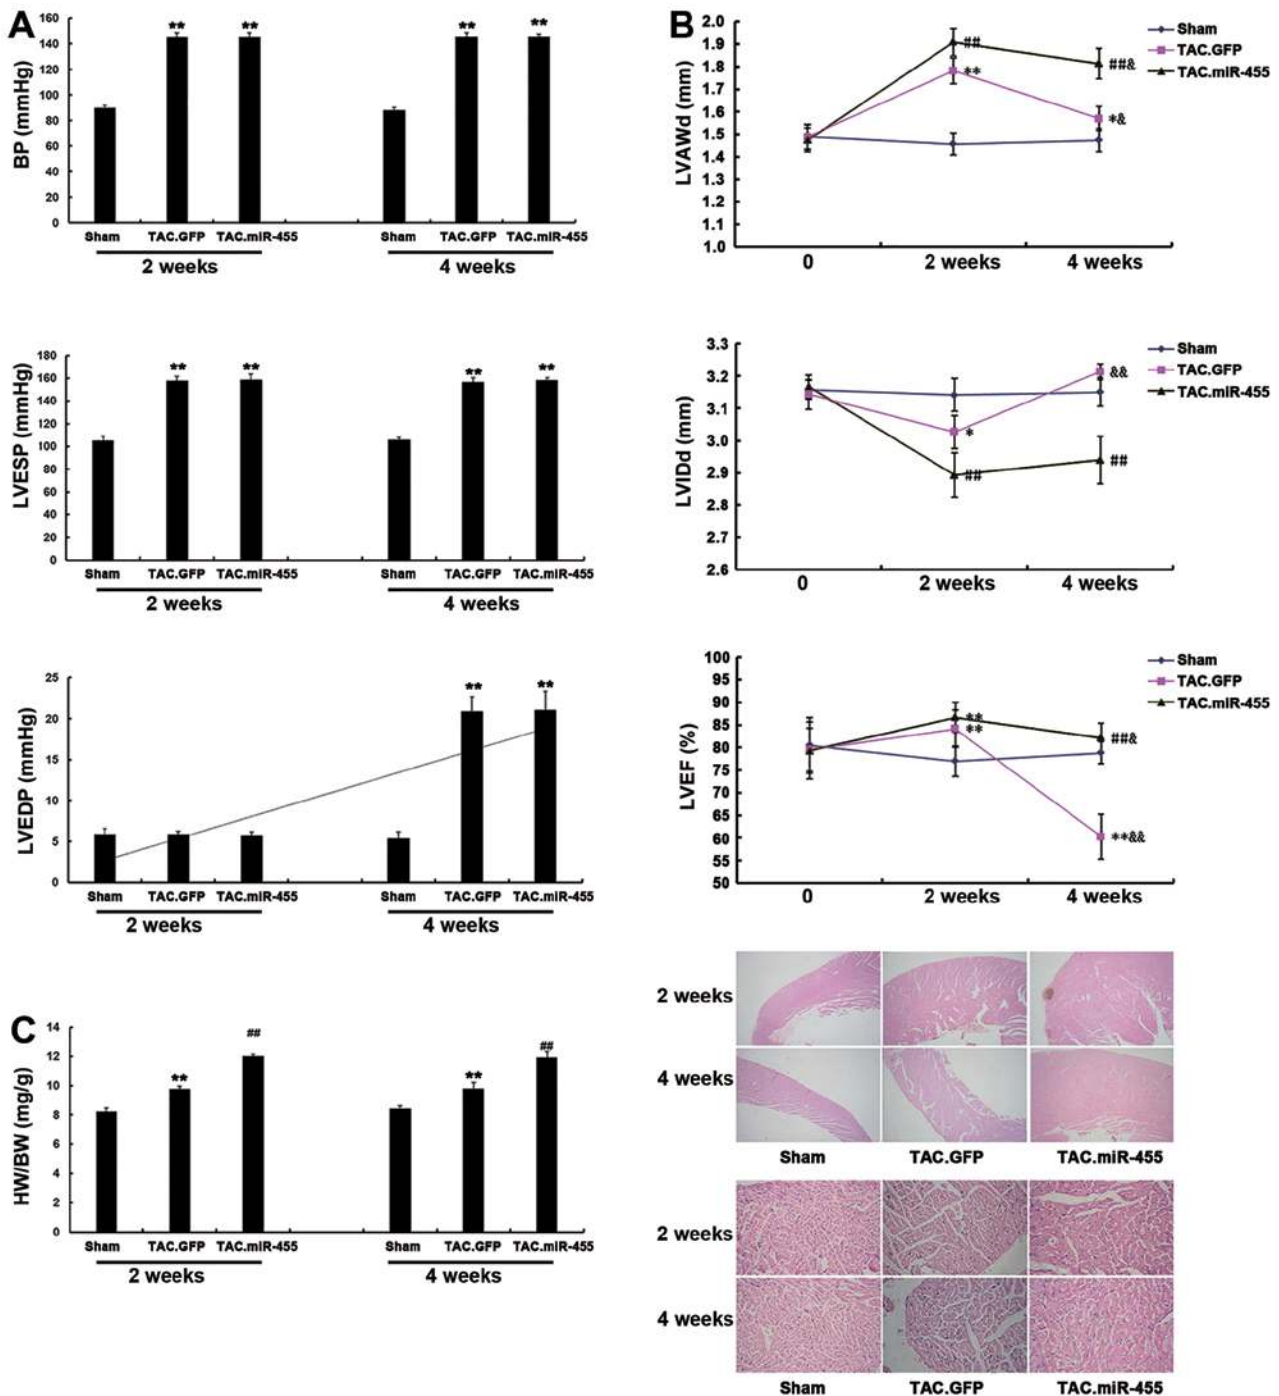 A
BP (mmHg)
160
140
120
100
80
60
40
20
0
** ** ** **
Sham TAC.GFP TAC.miR-455 Sham TAC.GFP TAC.miR-455
2 weeks 4 weeks
LVESP (mmHg)
180
160
140
120
100
80
60
40
20
0
** ** ** **
Sham TAC.GFP TAC.miR-455 Sham TAC.GFP TAC.miR-455
2 weeks 4 weeks
LVEDP (mmHg)
25
20
15
10
5
0
** **
Sham TAC.GFP TAC.miR-455 Sham TAC.GFP TAC.miR-455
2 weeks 4 weeks
B
LVAWd (mm)
2.0
1.9
1.8
1.7
1.6
1.5
1.4
1.3
1.2
1.1
1.0
Sham
TAC.GFP
TAC.miR-455
##
**
##&
*&
0 2 weeks 4 weeks
LVIDd (mm)
3.3
3.2
3.1
3.0
2.9
2.8
2.7
2.6
Sham
TAC.GFP
TAC.miR-455
&&
*
##
##
0 2 weeks 4 weeks
LVEF (%)
100
95
90
85
80
75
70
65
60
55
50
Sham
TAC.GFP
TAC.miR-455
**
**
##&
**&&
0 2 weeks 4 weeks
C
HW/BW (mg/g)
14
12
10
8
6
4
2
0
** ## ** ##
Sham TAC.GFP TAC.miR-455 Sham TAC.GFP TAC.miR-455
2 weeks 4 weeks
2 weeks
4 weeks
Sham TAC.GFP TAC.miR-455
2 weeks
4 weeks
Sham TAC.GFP TAC.miR-455